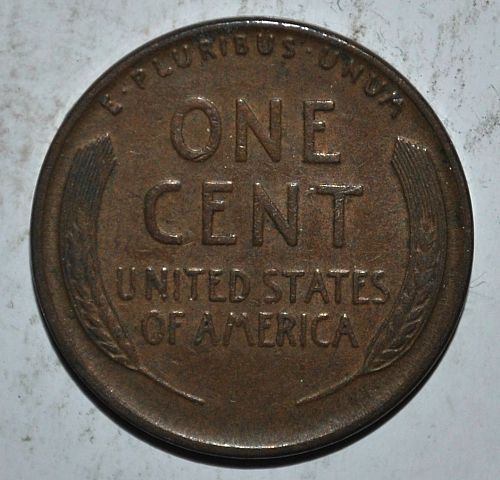 E·PLURIBUS·UNUM
ONE
CENT
UNITED STATES
OF AMERICA